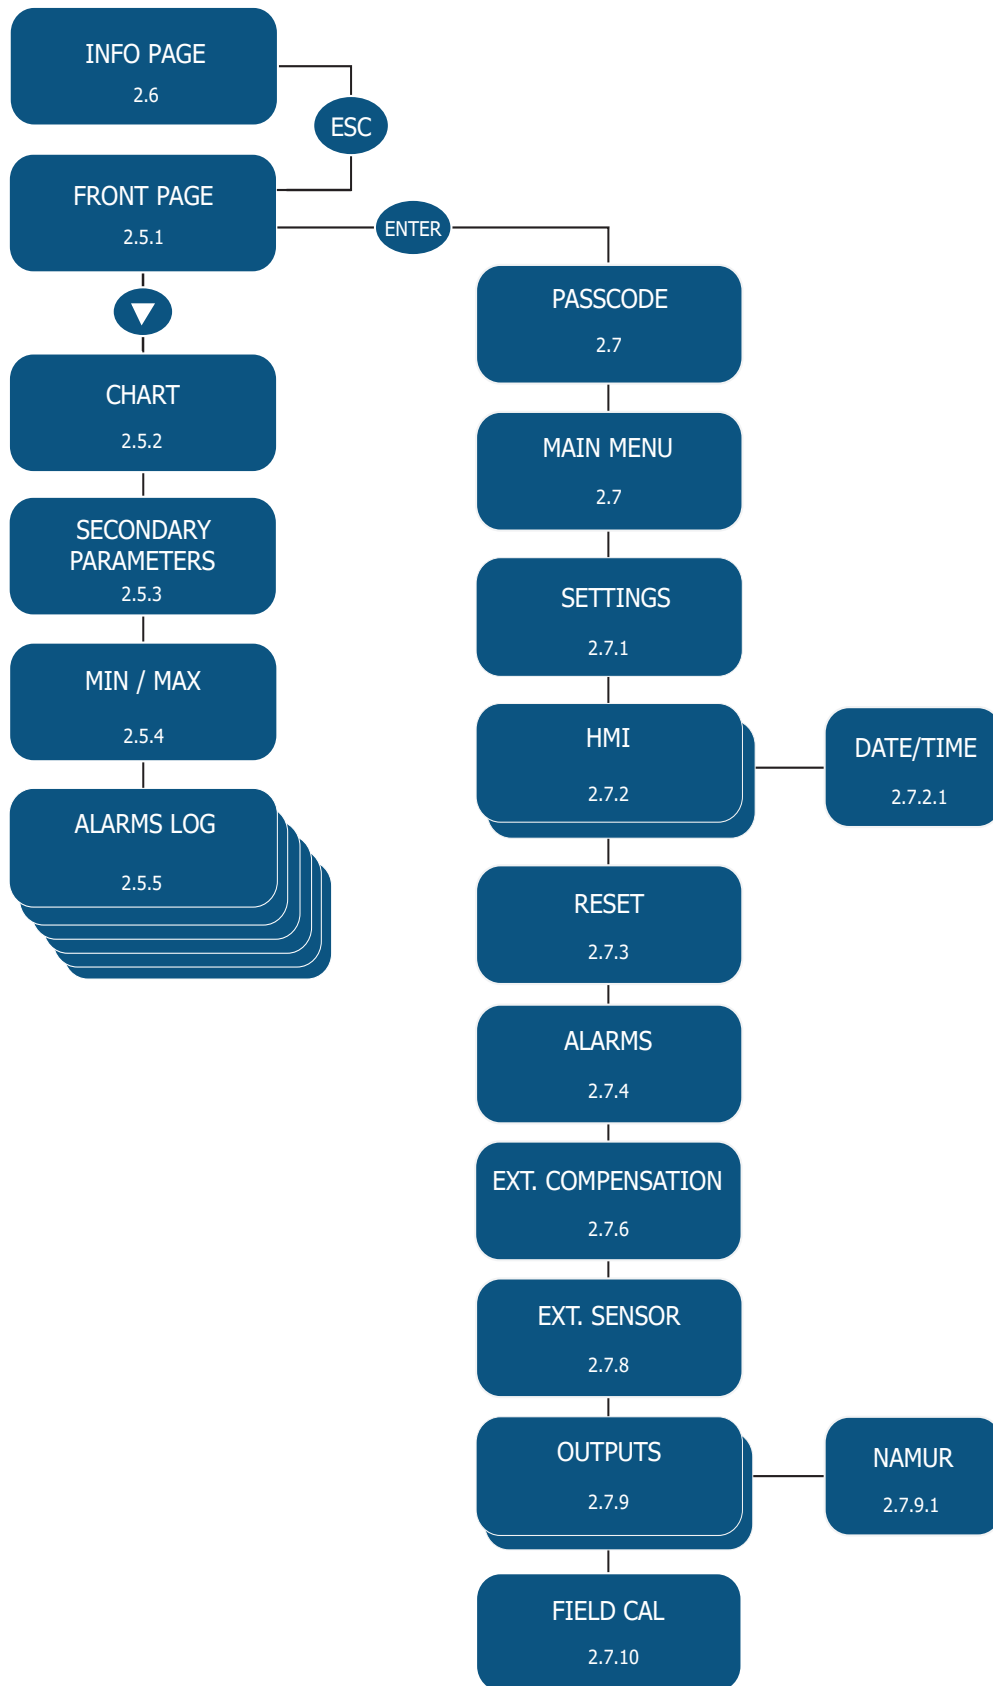 INFO PAGE
2.6
ESC
FRONT PAGE
2.5.1
ENTER
CHART
2.5.2
SECONDARY
PARAMETERS
2.5.3
MIN / MAX
2.5.4
ALARMS LOG
2.5.5
PASSCODE
2.7
MAIN MENU
2.7
SETTINGS
2.7.1
HMI
2.7.2
DATE/TIME
2.7.2.1
RESET
2.7.3
ALARMS
2.7.4
EXT. COMPENSATION
2.7.6
EXT. SENSOR
2.7.8
OUTPUTS
2.7.9
NAMUR
2.7.9.1
FIELD CAL
2.7.10